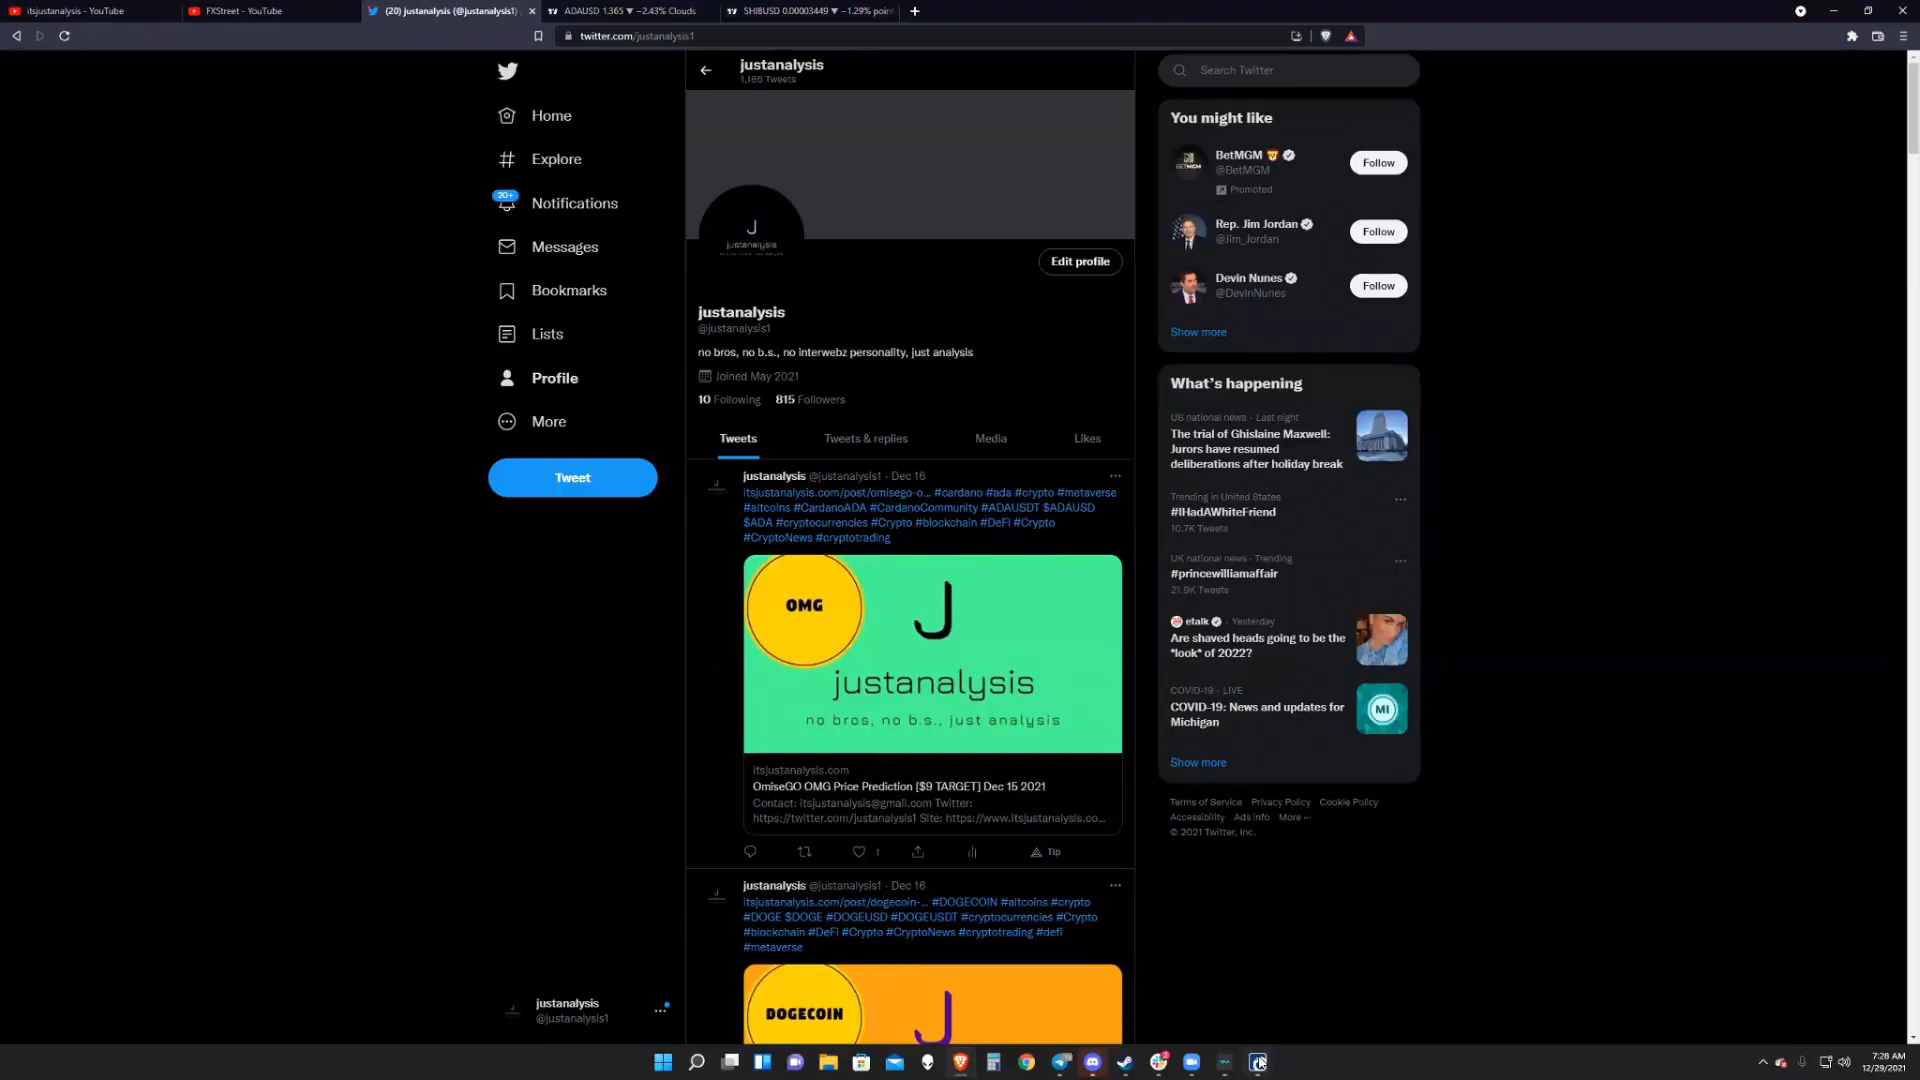 itsjustanalysis - YouTube
FXStreet - YouTube
(20) justanalysis (@justanalysis1)
ADAUSD 1.365 ▼ −2.43% Clouds
SHIBUSD 0.00003449 ▼ −1.29% poin
twitter.com/justanalysis1
justanalysis
1,186 Tweets
Home
Explore
20+
Notifications
Messages
Bookmarks
Lists
Profile
More
Tweet
J
justanalysis
Edit profile
justanalysis
@justanalysis1
no bros, no b.s., no interwebz personality, just analysis
Joined May 2021
10 Following 815 Followers
Tweets
Tweets & replies
Media
Likes
justanalysis @justanalysis1 · Dec 16
itsjustanalysis.com/post/omisego-o... #cardano #ada #crypto #metaverse
#altcoins #CardanoADA #CardanoCommunity #ADAUSDT $ADAUSD
$ADA #cryptocurrencies #Crypto #blockchain #DeFi #Crypto
#CryptoNews #cryptotrading
OMG
J
justanalysis
no bros, no b.s., just analysis
itsjustanalysis.com
OmiseGO OMG Price Prediction [$9 TARGET] Dec 15 2021
Contact: itsjustanalysis@gmail.com Twitter:
https://twitter.com/justanalysis1 Site: https://www.itsjustanalysis.co...
1
Tip
justanalysis @justanalysis1 · Dec 16
itsjustanalysis.com/post/dogecoin-... #DOGECOIN #altcoins #crypto
#DOGE $DOGE #DOGEUSD #DOGEUSDT #cryptocurrencies #Crypto
#blockchain #DeFi #Crypto #CryptoNews #cryptotrading #defi
#metaverse
DOGECOIN
J
justanalysis
@justanalysis1
Search Twitter
You might like
BetMGM
@BetMGM
Promoted
Follow
Rep. Jim Jordan
@Jim_Jordan
Follow
Devin Nunes
@DevinNunes
Follow
Show more
What's happening
US national news · Last night
The trial of Ghislaine Maxwell:
Jurors have resumed
deliberations after holiday break
Trending in United States
#IHadAWhiteFriend
10.7K Tweets
UK national news · Trending
#princewilliamaffair
21.9K Tweets
etalk · Yesterday
Are shaved heads going to be the
*look* of 2022?
COVID-19 · LIVE
COVID-19: News and updates for
Michigan
MI
Show more
Terms of Service Privacy Policy Cookie Policy
Accessibility Ads info More ···
© 2021 Twitter, Inc.
7:28 AM
12/29/2021